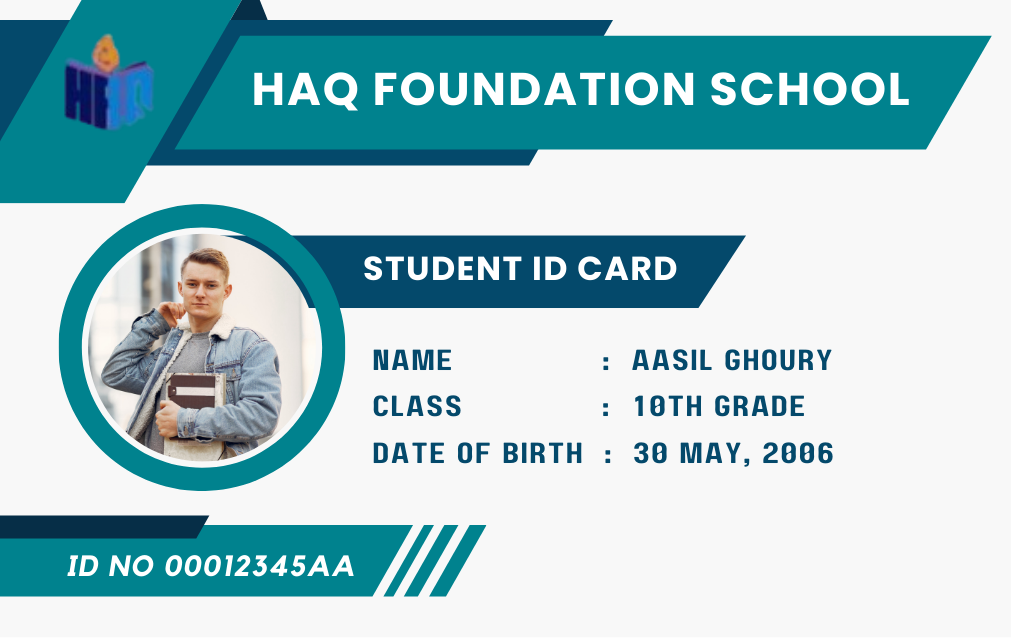 HAQ FOUNDATION SCHOOL
STUDENT ID CARD
NAME : AASIL GHOURY
CLASS : 10TH GRADE
DATE OF BIRTH : 30 MAY, 2006
ID NO 00012345AA